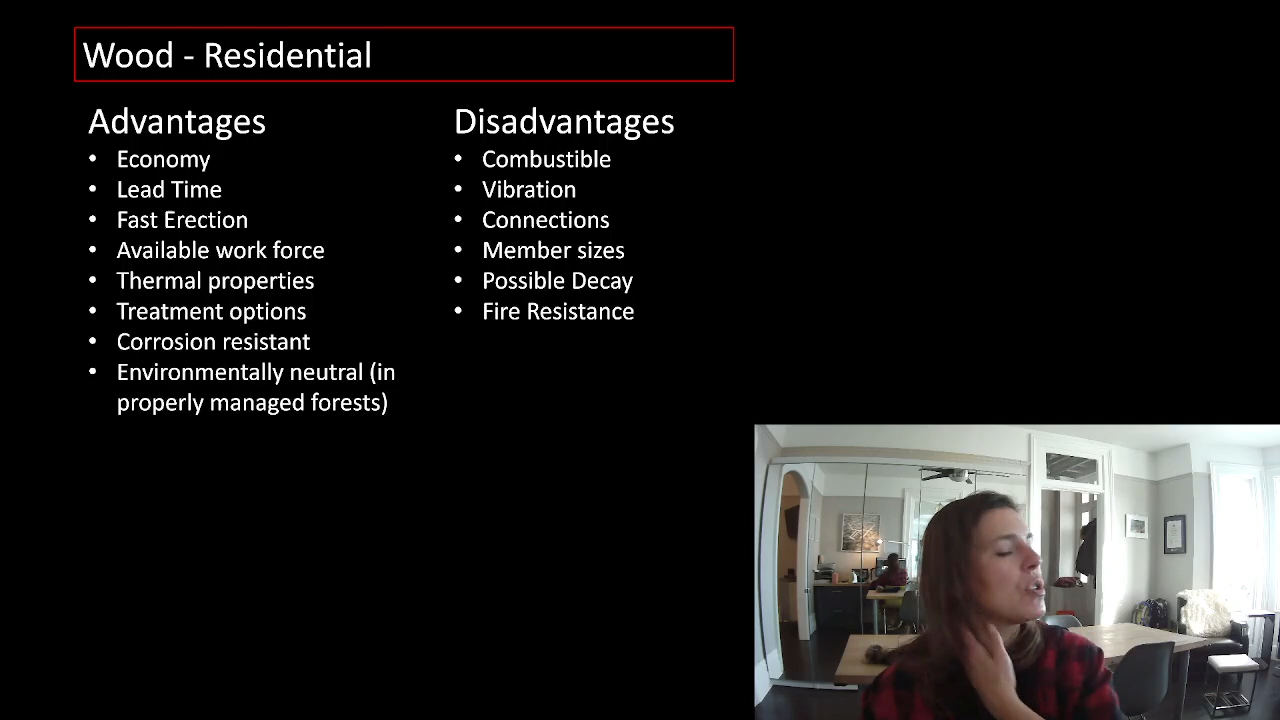 Wood - Residential
Advantages
• Economy
• Lead Time
• Fast Erection
• Available work force
• Thermal properties
• Treatment options
• Corrosion resistant
• Environmentally neutral (in
properly managed forests)
Disadvantages
• Combustible
• Vibration
• Connections
• Member sizes
• Possible Decay
• Fire Resistance